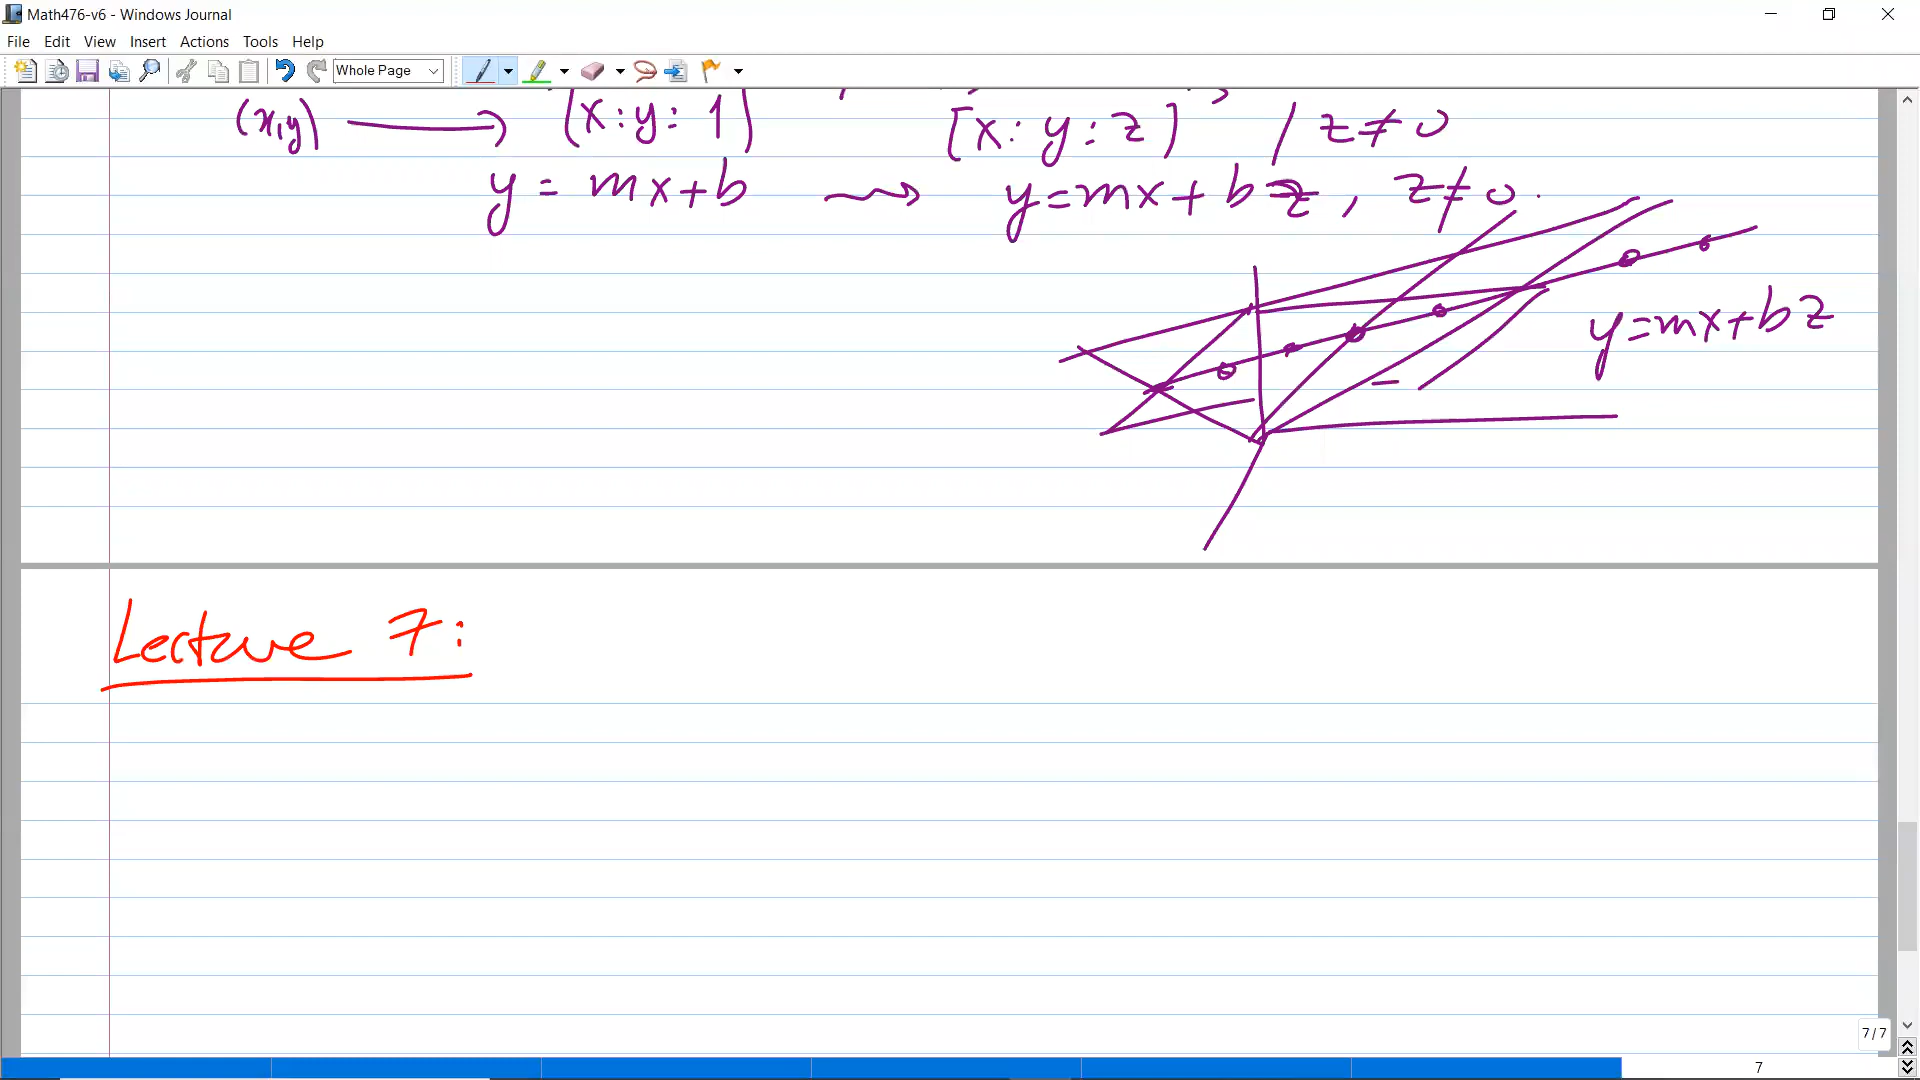 Math476-v6 - Windows Journal
File Edit View Insert Actions Tools Help
Whole Page
(x,y) ⟶ [x:y:1] [x:y:z] / z≠0
y = mx+b ⇝ y=mx+bz, z≠0.
y=mx+bz
Lecture 7:
7/7
7